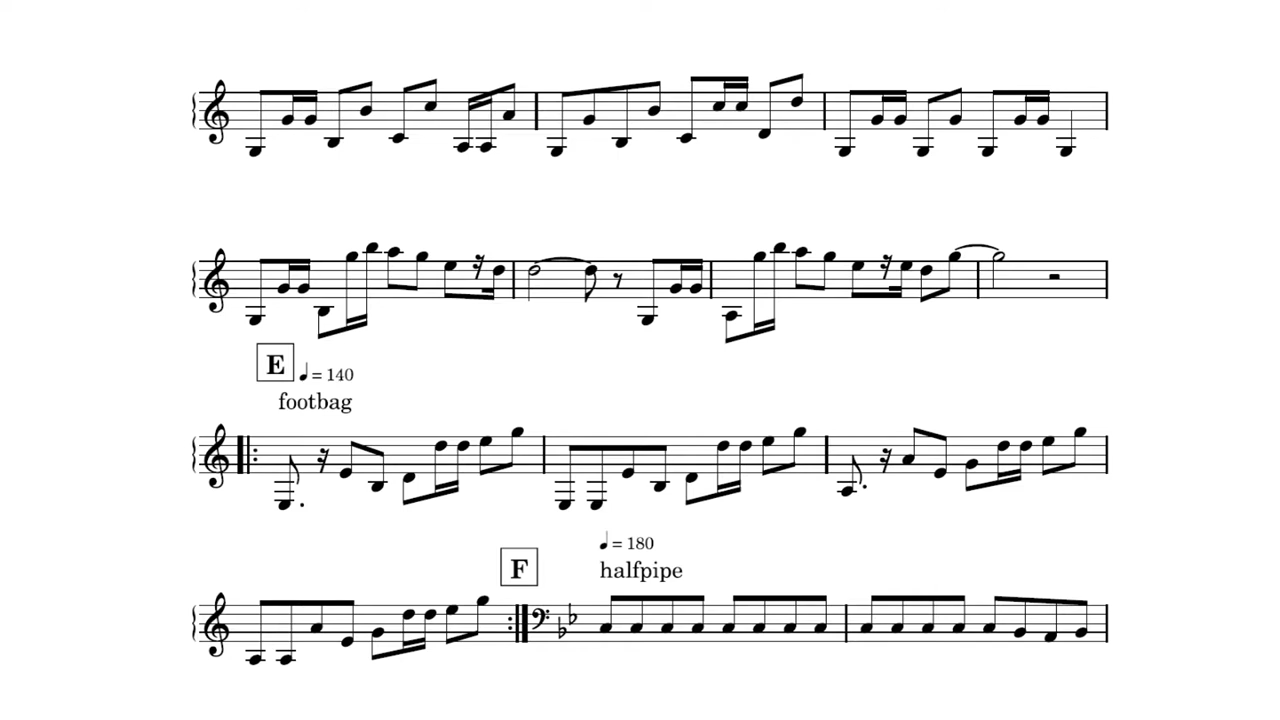 E
♩ = 140
footbag
F
♩ = 180
halfpipe